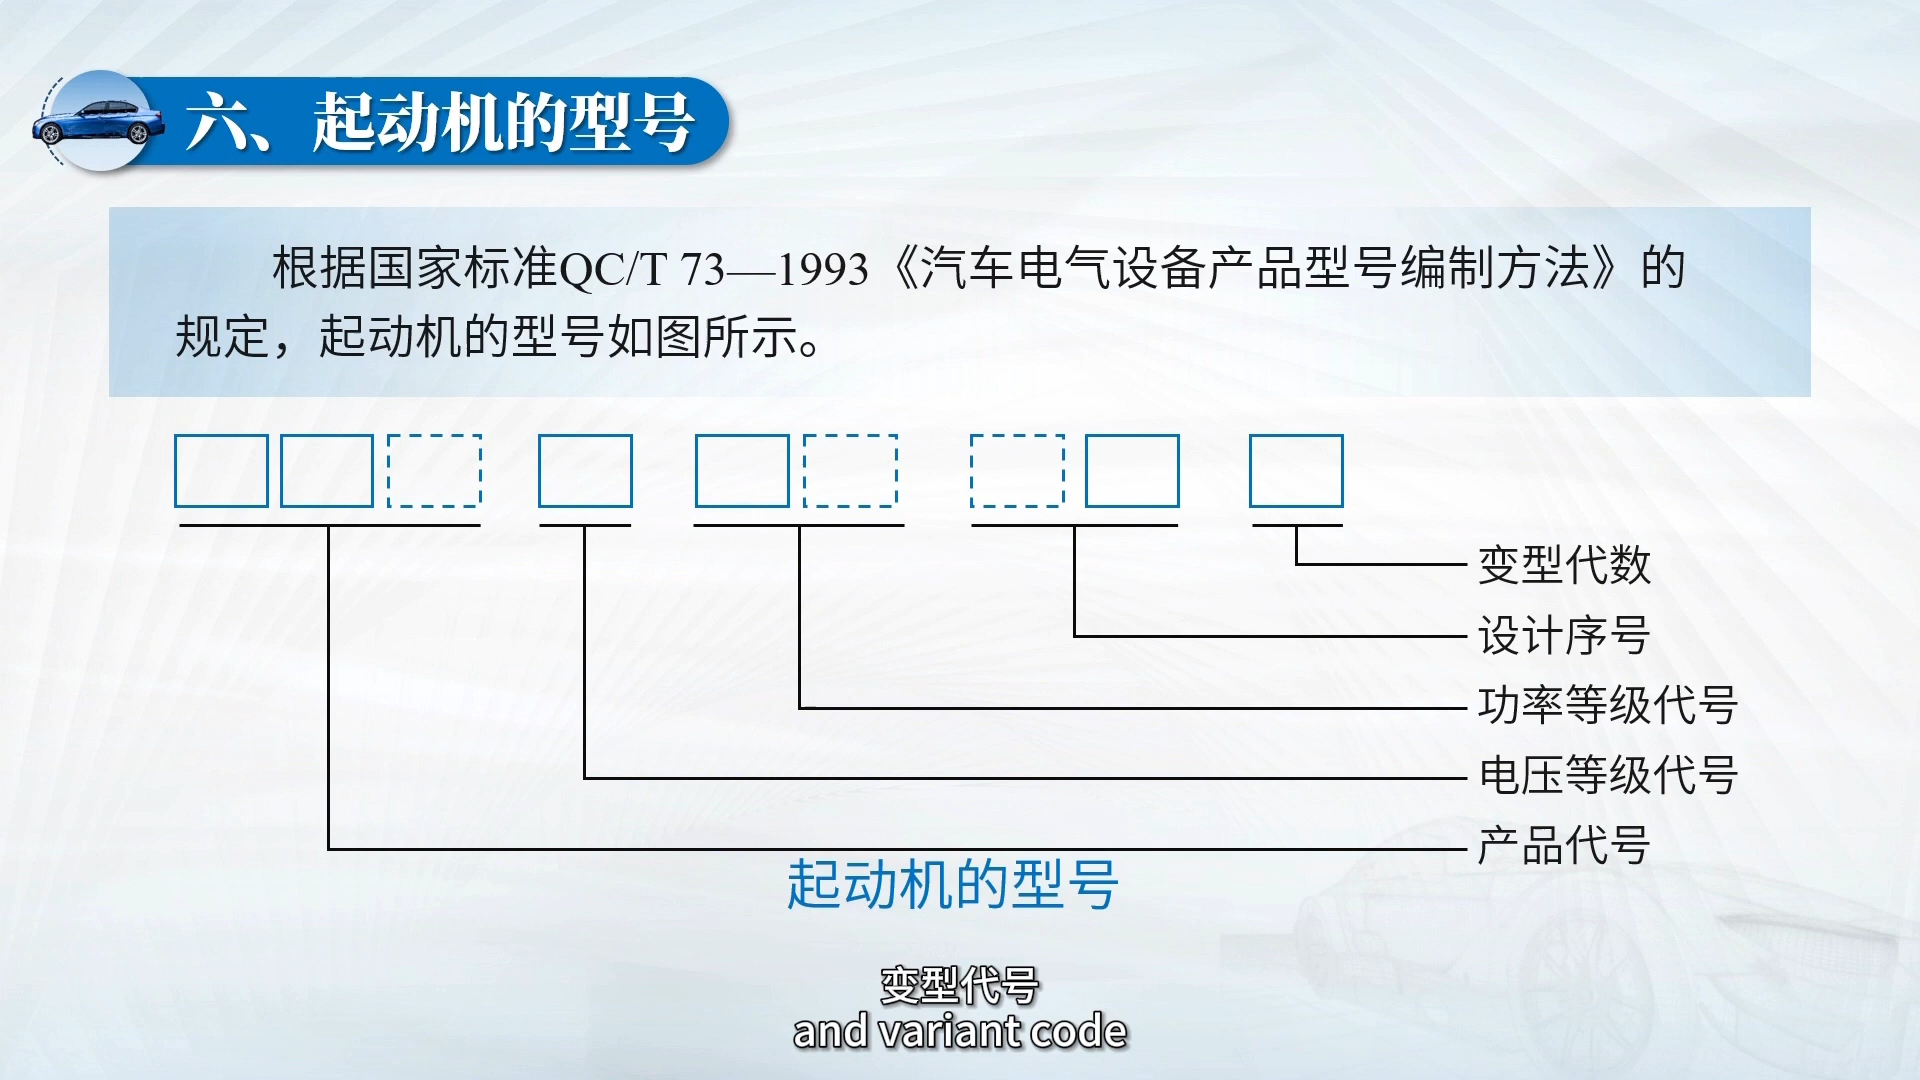 六、起动机的型号
根据国家标准QC/T 73—1993《汽车电气设备产品型号编制方法》的
规定，起动机的型号如图所示。
变型代数
设计序号
功率等级代号
电压等级代号
产品代号
起动机的型号
变型代号
and variant code